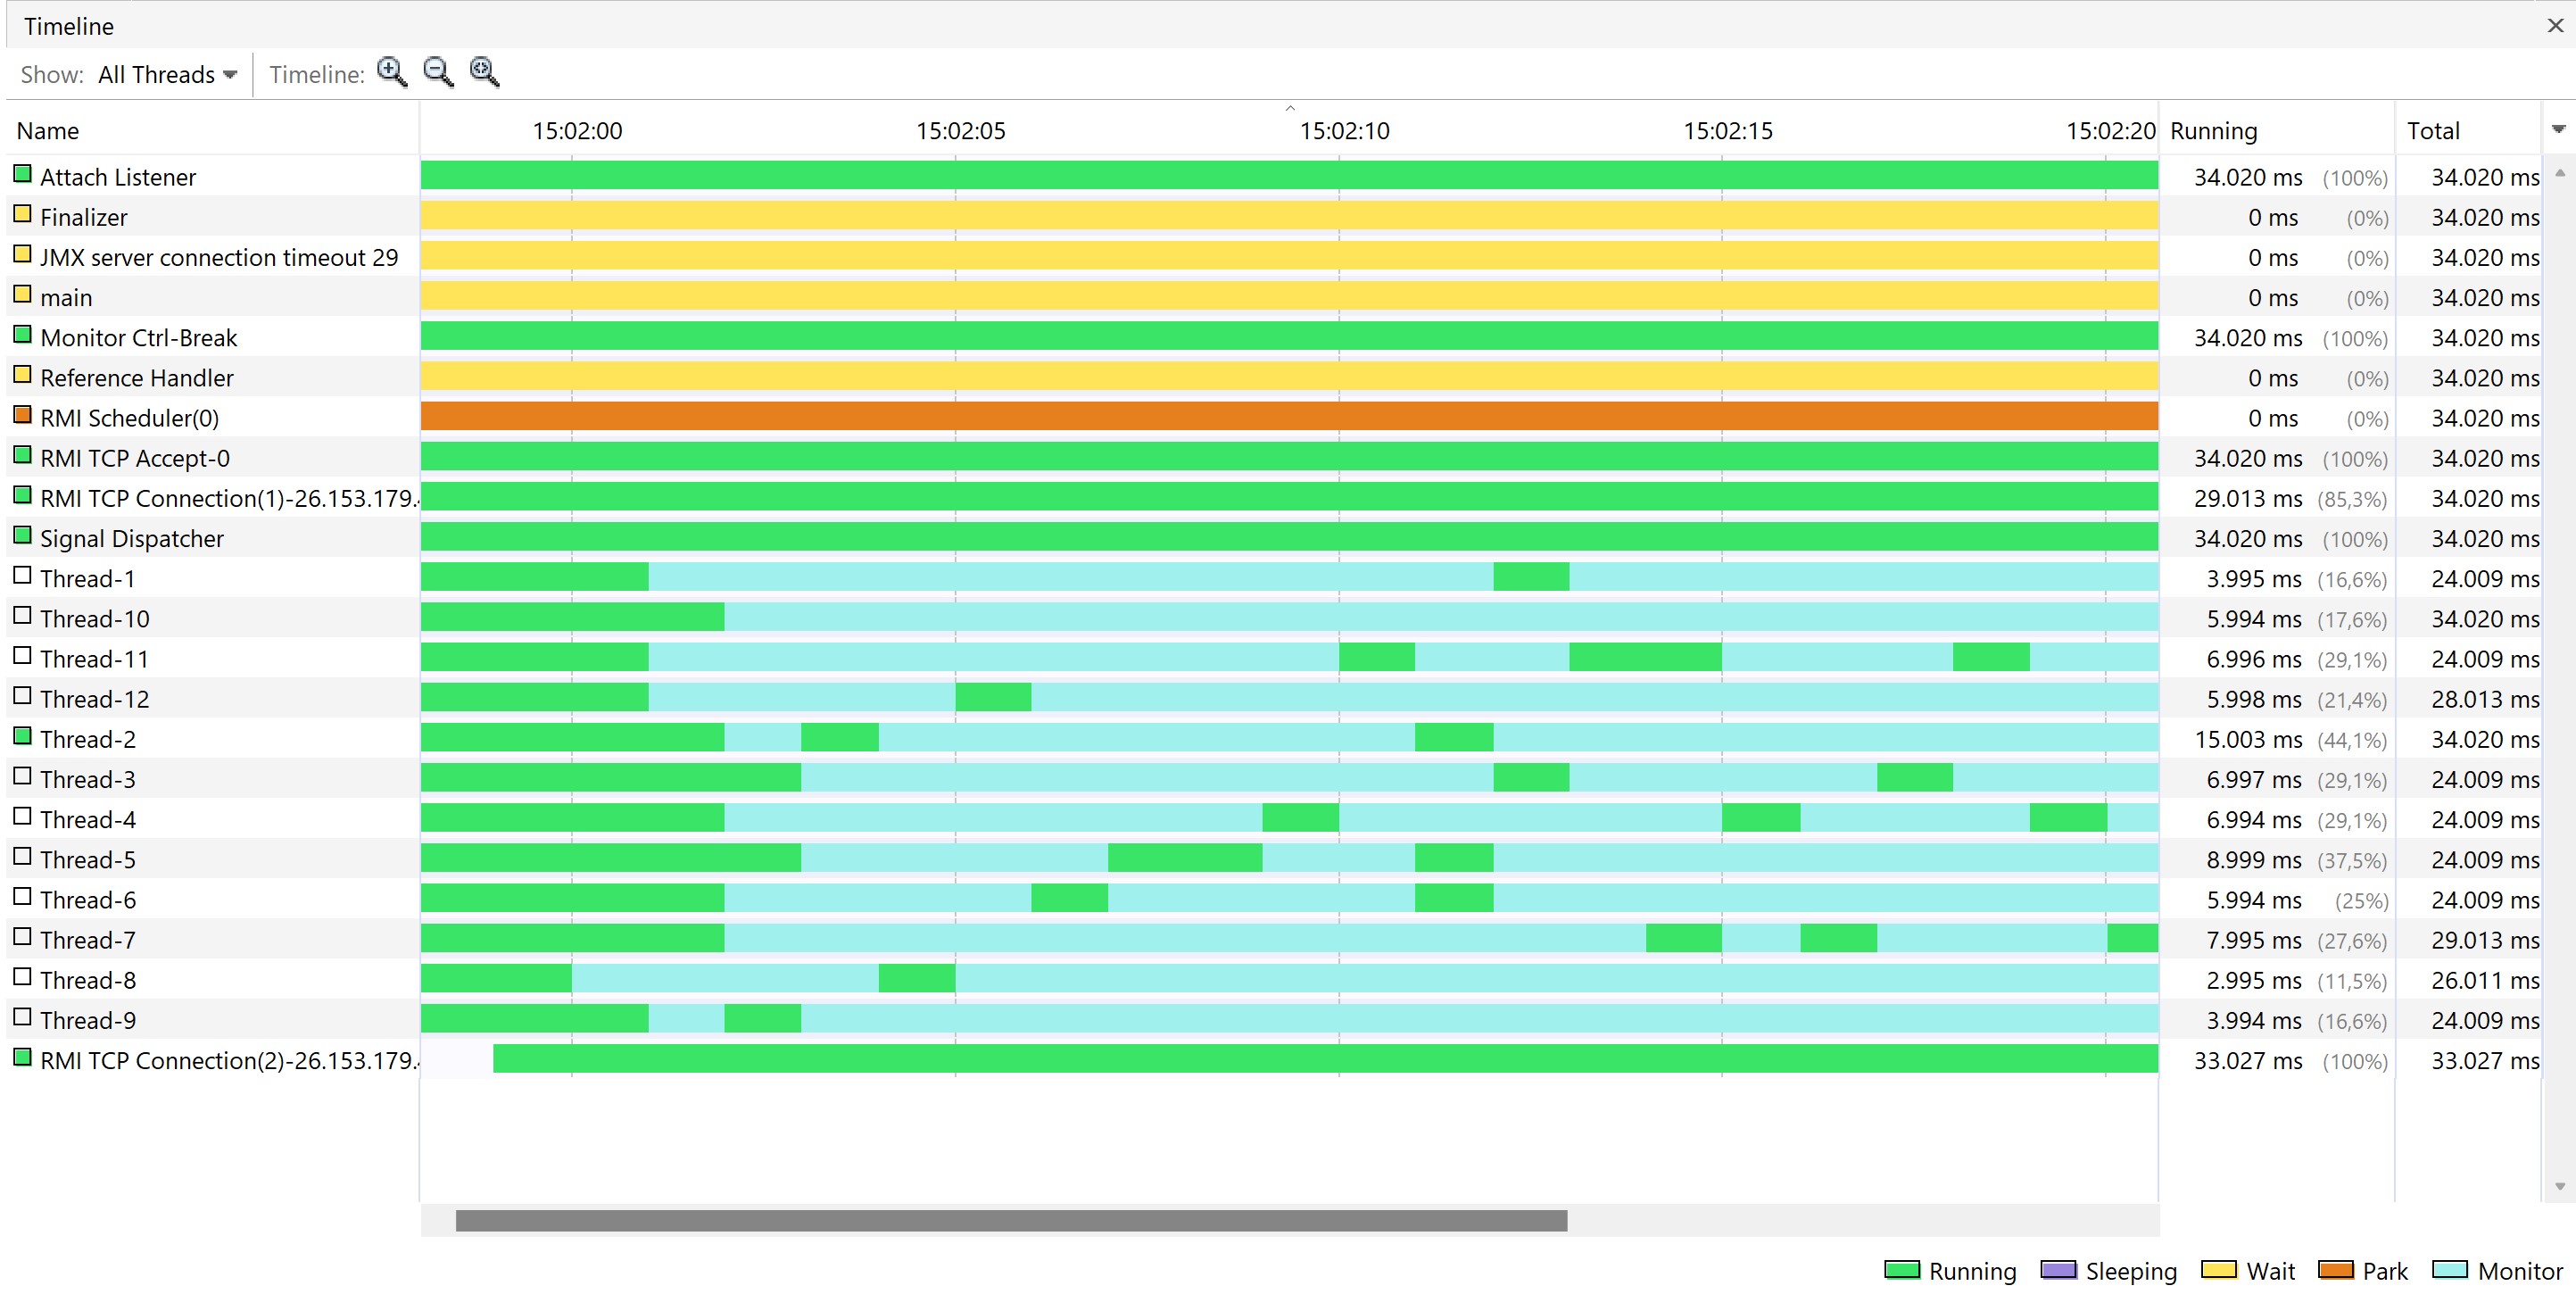 Timeline
Show: All Threads Timeline:
Name 15:02:00 15:02:05 15:02:10 15:02:15 15:02:20 Running Total
Attach Listener 34.020 ms (100%) 34.020 ms
Finalizer 0 ms (0%) 34.020 ms
JMX server connection timeout 29 0 ms (0%) 34.020 ms
main 0 ms (0%) 34.020 ms
Monitor Ctrl-Break 34.020 ms (100%) 34.020 ms
Reference Handler 0 ms (0%) 34.020 ms
RMI Scheduler(0) 0 ms (0%) 34.020 ms
RMI TCP Accept-0 34.020 ms (100%) 34.020 ms
RMI TCP Connection(1)-26.153.179. 29.013 ms (85,3%) 34.020 ms
Signal Dispatcher 34.020 ms (100%) 34.020 ms
Thread-1 3.995 ms (16,6%) 24.009 ms
Thread-10 5.994 ms (17,6%) 34.020 ms
Thread-11 6.996 ms (29,1%) 24.009 ms
Thread-12 5.998 ms (21,4%) 28.013 ms
Thread-2 15.003 ms (44,1%) 34.020 ms
Thread-3 6.997 ms (29,1%) 24.009 ms
Thread-4 6.994 ms (29,1%) 24.009 ms
Thread-5 8.999 ms (37,5%) 24.009 ms
Thread-6 5.994 ms (25%) 24.009 ms
Thread-7 7.995 ms (27,6%) 29.013 ms
Thread-8 2.995 ms (11,5%) 26.011 ms
Thread-9 3.994 ms (16,6%) 24.009 ms
RMI TCP Connection(2)-26.153.179. 33.027 ms (100%) 33.027 ms
Running Sleeping Wait Park Monitor